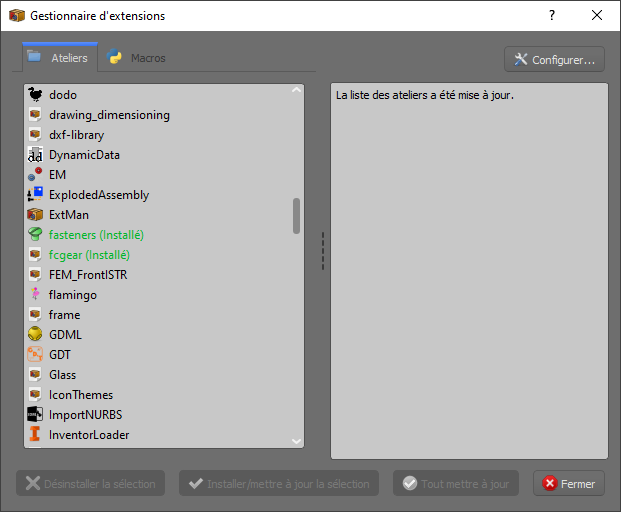 Gestionnaire d'extensions
Ateliers
Macros
Configurer...
dodo
drawing_dimensioning
dxf-library
DynamicData
EM
ExplodedAssembly
ExtMan
fasteners (Installé)
fcgear (Installé)
FEM_FrontISTR
flamingo
frame
GDML
GDT
Glass
IconThemes
ImportNURBS
InventorLoader
La liste des ateliers a été mise à jour.
Désinstaller la sélection
Installer/mettre à jour la sélection
Tout mettre à jour
Fermer